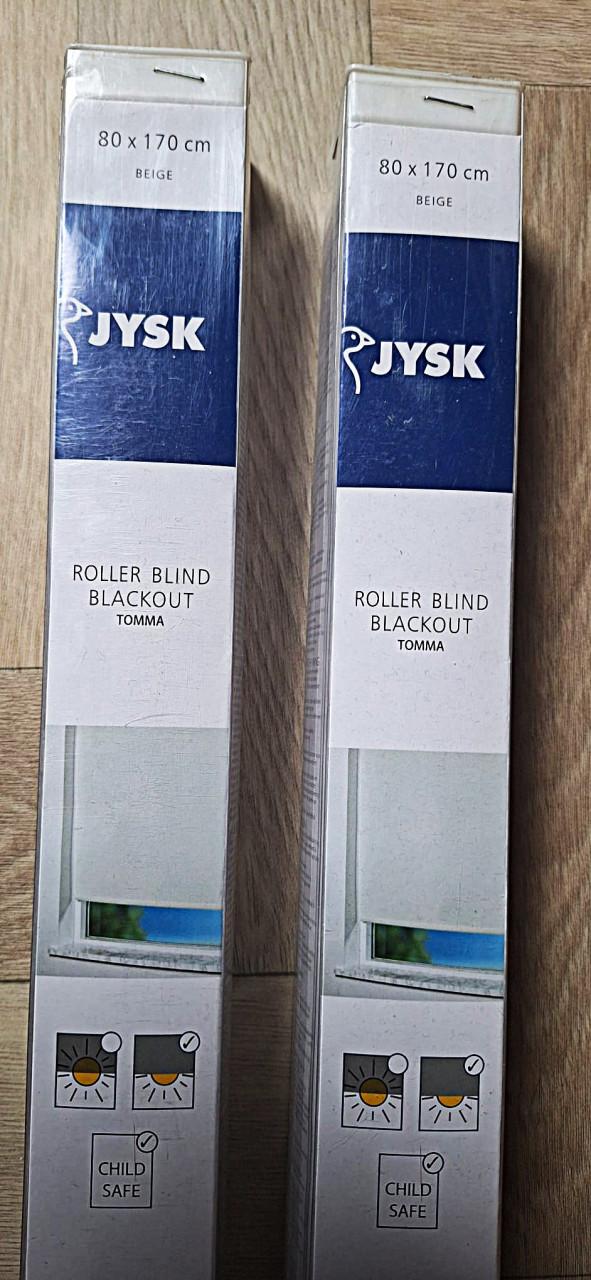 80 x 170 cm
BEIGE
JYSK
ROLLER BLIND
BLACKOUT
TOMMA
CHILD
SAFE
80 x 170 cm
BEIGE
JYSK
ROLLER BLIND
BLACKOUT
TOMMA
CHILD
SAFE